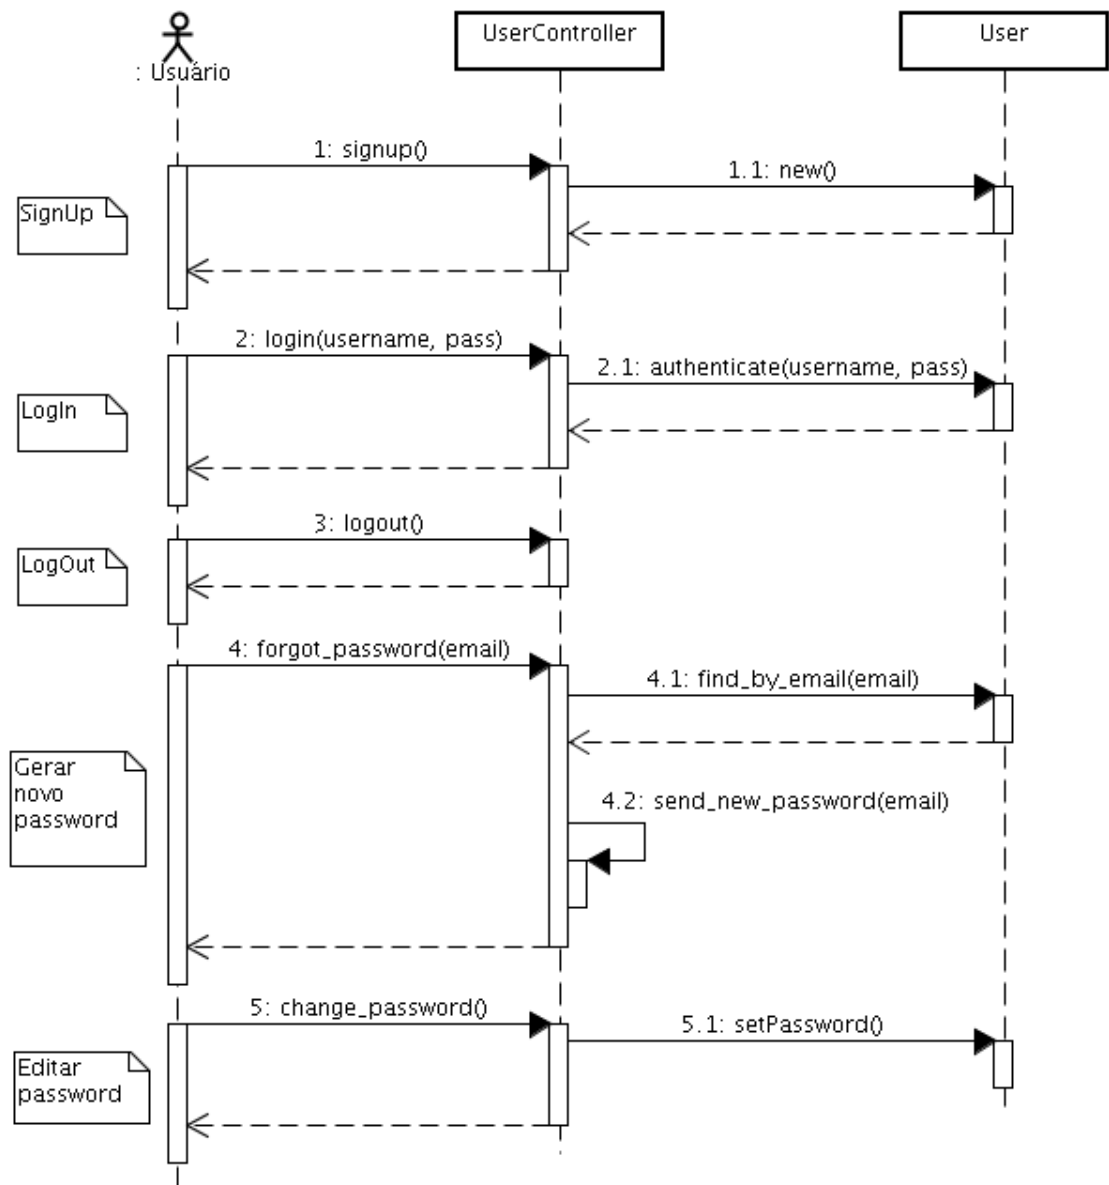 UserController
User
: Usuário
1: signup()
1.1: new()
SignUp
2: login(username, pass)
2.1: authenticate(username, pass)
LogIn
3: logout()
LogOut
4: forgot_password(email)
4.1: find_by_email(email)
Gerar
novo
password
4.2: send_new_password(email)
5: change_password()
5.1: setPassword()
Editar
password